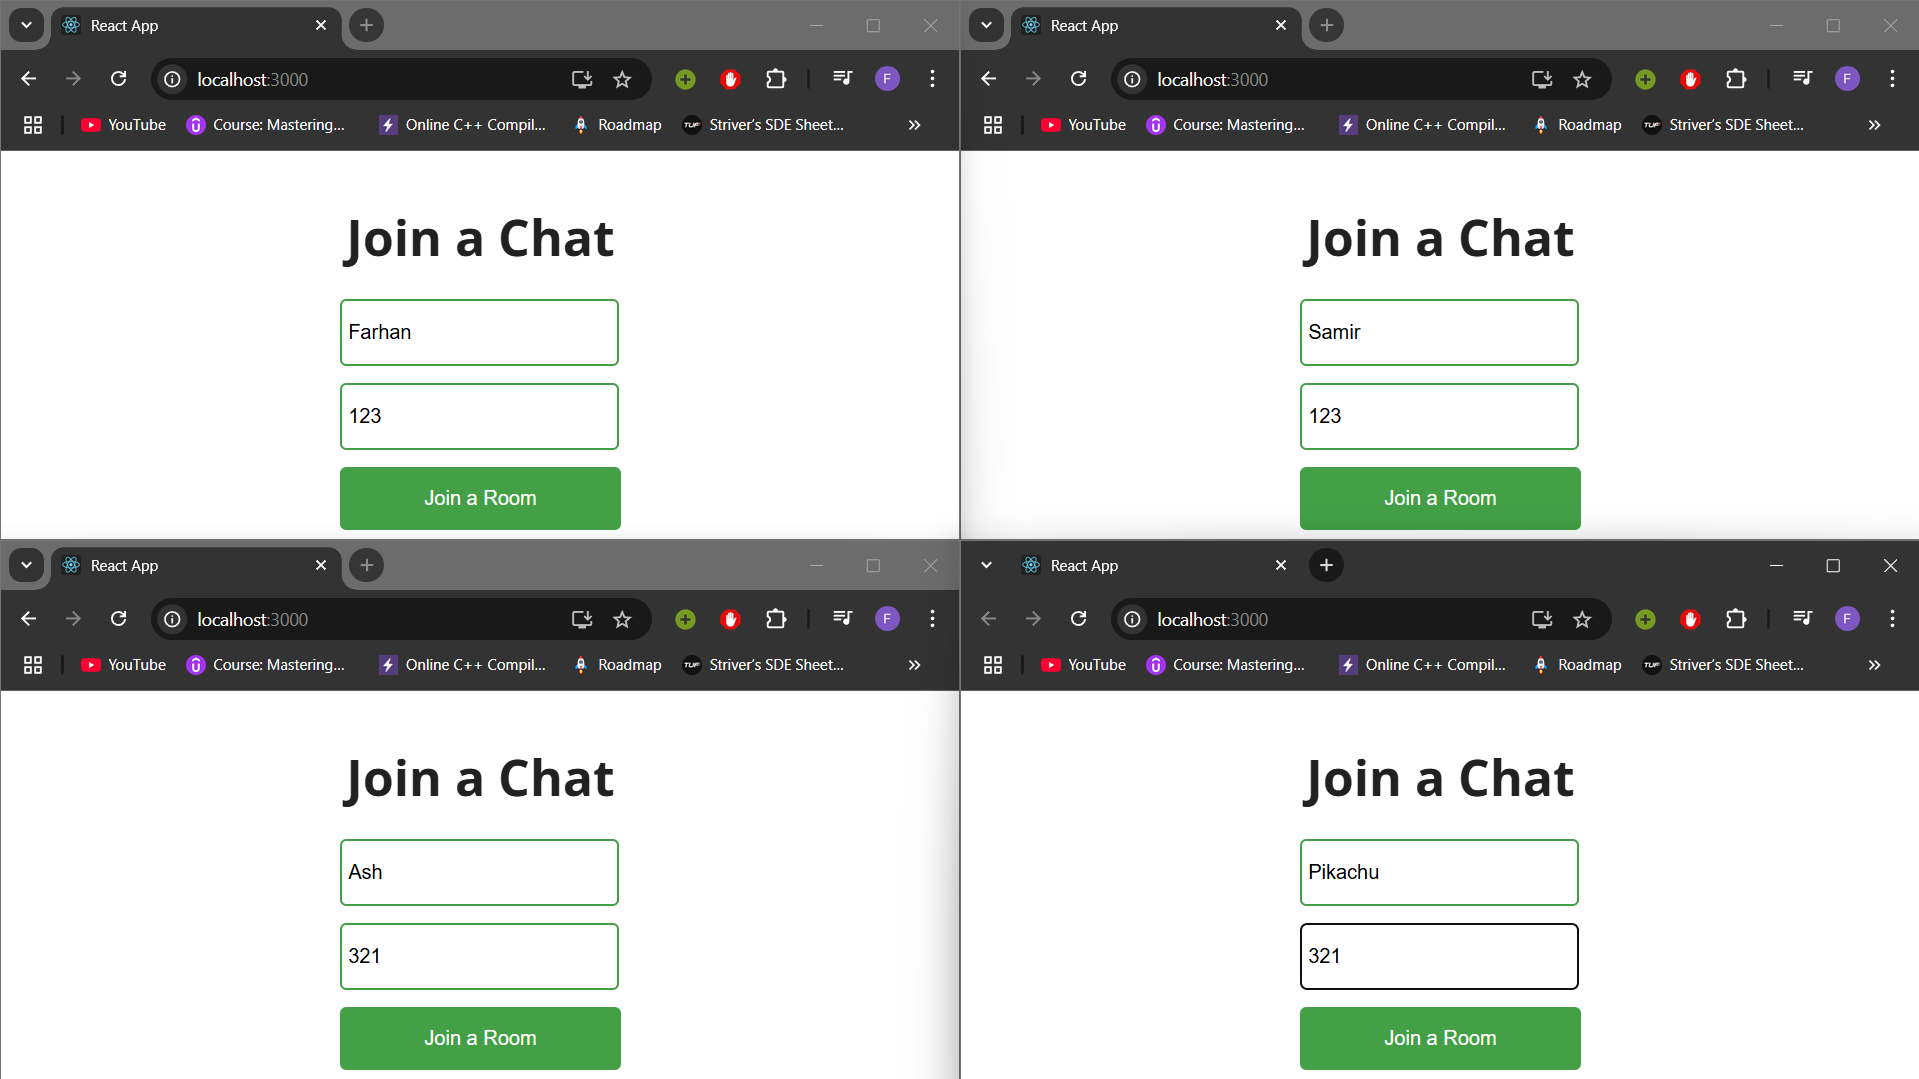 React App
localhost:3000
F
YouTube Course: Mastering... Online C++ Compil... Roadmap TUF Striver's SDE Sheet...
Join a Chat
Farhan
123
Join a Room
React App
localhost:3000
F
YouTube Course: Mastering... Online C++ Compil... Roadmap TUF Striver's SDE Sheet...
Join a Chat
Samir
123
Join a Room
React App
localhost:3000
F
YouTube Course: Mastering... Online C++ Compil... Roadmap TUF Striver's SDE Sheet...
Join a Chat
Ash
321
Join a Room
React App
localhost:3000
F
YouTube Course: Mastering... Online C++ Compil... Roadmap TUF Striver's SDE Sheet...
Join a Chat
Pikachu
321
Join a Room